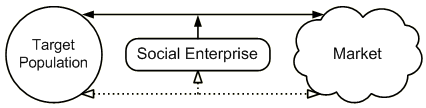 Target
Population
Social Enterprise
Market